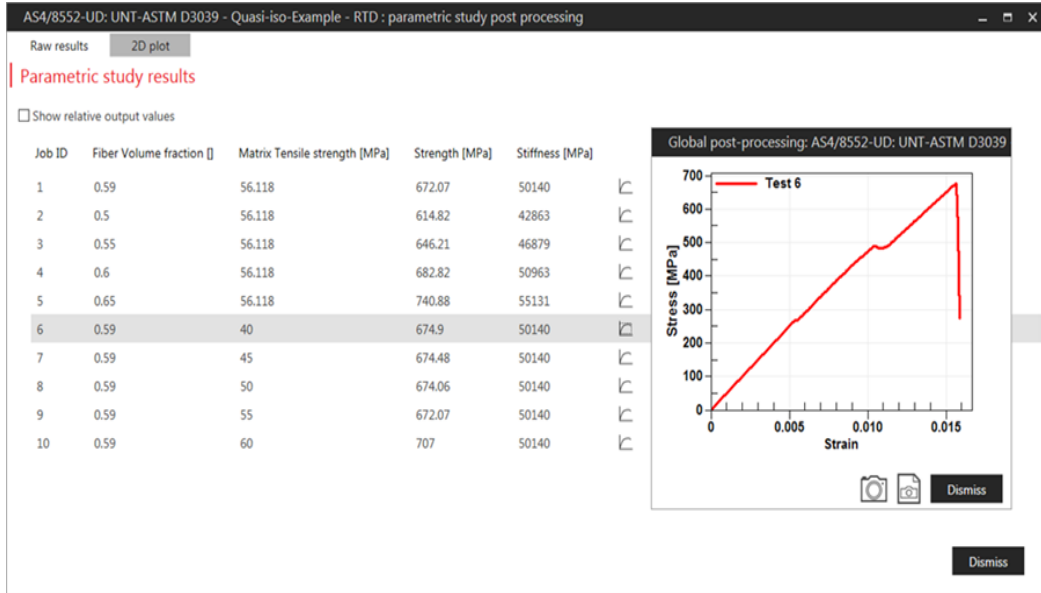 AS4/8552-UD: UNT-ASTM D3039 - Quasi-iso-Example - RTD : parametric study post processing
Raw results 2D plot
Parametric study results
Show relative output values
Job ID Fiber Volume fraction [] Matrix Tensile strength [MPa] Strength [MPa] Stiffness [MPa]
1 0.59 56.118 672.07 50140
2 0.5 56.118 614.82 42863
3 0.55 56.118 646.21 46879
4 0.6 56.118 682.82 50963
5 0.65 56.118 740.88 55131
6 0.59 40 674.9 50140
7 0.59 45 674.48 50140
8 0.59 50 674.06 50140
9 0.59 55 672.07 50140
10 0.59 60 707 50140
Global post-processing: AS4/8552-UD: UNT-ASTM D3039
Test 6
Stress [MPa]
700
600
500
400
300
200
100
0
0 0.005 0.010 0.015
Strain
Dismiss
Dismiss